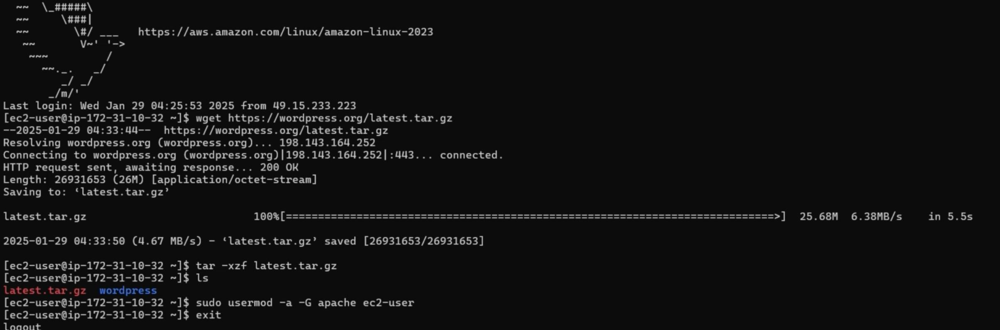 ~~  \_#####\
~~     \###|
~~       \#/ ___   https://aws.amazon.com/linux/amazon-linux-2023
~~       V~' '->
~~~         /
~~._.   _/
_/ _/
_/m/'
Last login: Wed Jan 29 04:25:53 2025 from 49.15.233.223
[ec2-user@ip-172-31-10-32 ~]$ wget https://wordpress.org/latest.tar.gz
--2025-01-29 04:33:44--  https://wordpress.org/latest.tar.gz
Resolving wordpress.org (wordpress.org)... 198.143.164.252
Connecting to wordpress.org (wordpress.org)|198.143.164.252|:443... connected.
HTTP request sent, awaiting response... 200 OK
Length: 26931653 (26M) [application/octet-stream]
Saving to: ‘latest.tar.gz’
latest.tar.gz 100%[============================================================================>] 25.68M 6.38MB/s in 5.5s
2025-01-29 04:33:50 (4.67 MB/s) - ‘latest.tar.gz’ saved [26931653/26931653]
[ec2-user@ip-172-31-10-32 ~]$ tar -xzf latest.tar.gz
[ec2-user@ip-172-31-10-32 ~]$ ls
latest.tar.gz  wordpress
[ec2-user@ip-172-31-10-32 ~]$ sudo usermod -a -G apache ec2-user
[ec2-user@ip-172-31-10-32 ~]$ exit
logout